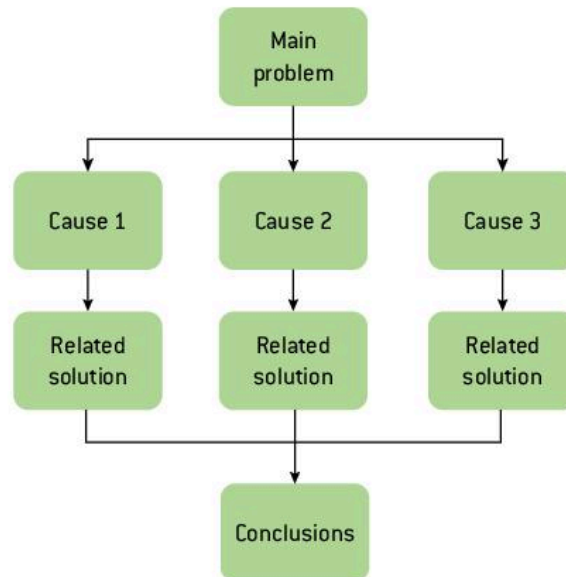 Main
problem
Cause 1
Cause 2
Cause 3
Related
solution
Related
solution
Related
solution
Conclusions